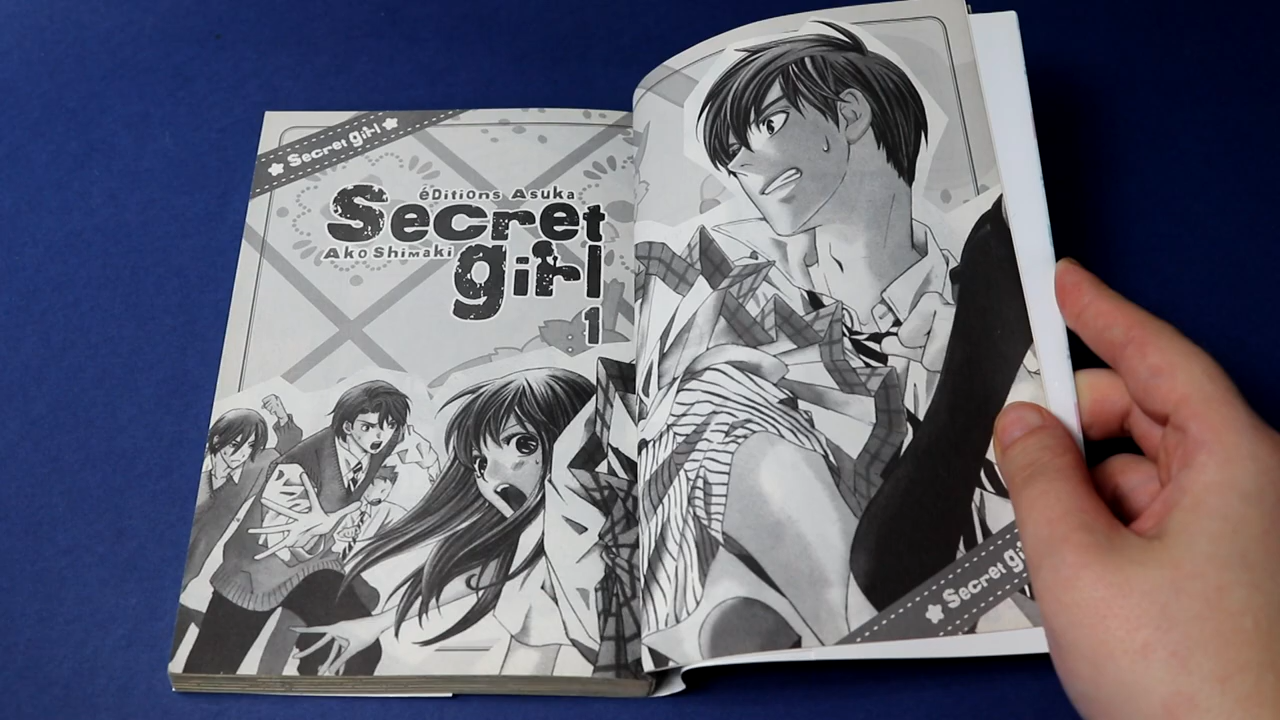 Secret girl
éDitions Asuka
Secret
Ako Shimaki
girl
1
Secret gi